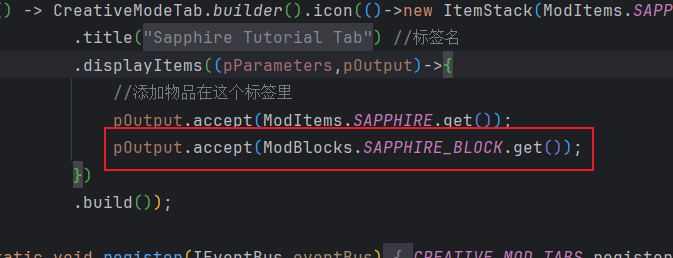 () -> CreativeModeTab.builder().icon(()->new ItemStack(ModItems.SAPP
.title("Sapphire Tutorial Tab") //标签名
.displayItems((pParameters,pOutput)->{
//添加物品在这个标签里
pOutput.accept(ModItems.SAPPHIRE.get());
pOutput.accept(ModBlocks.SAPPHIRE_BLOCK.get());
})
.build());
static void register(IEventBus eventBus) { CREATIVE_MOD_TABS.register